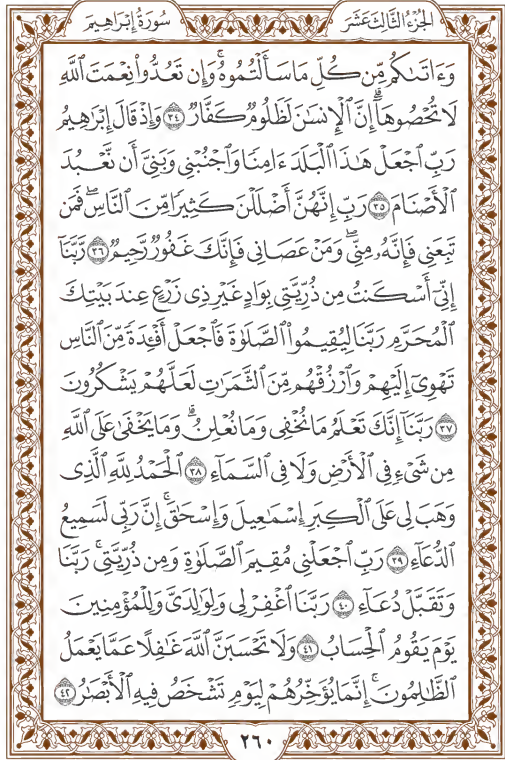 الجُزْءُ الثَّالِثَ عَشَرَ
سُورَةُ إِبْرَاهِيمَ
وَءَاتَىٰكُم مِّن كُلِّ مَا سَأَلْتُمُوهُۚ وَإِن تَعُدُّوا۟ نِعْمَتَ ٱللَّهِ
لَا تُحْصُوهَآۗ إِنَّ ٱلْإِنسَٰنَ لَظَلُومٌ كَفَّارٌ ٣٤ وَإِذْ قَالَ إِبْرَٰهِيمُ
رَبِّ ٱجْعَلْ هَٰذَا ٱلْبَلَدَ ءَامِنًا وَٱجْنُبْنِى وَبَنِىَّ أَن نَّعْبُدَ
ٱلْأَصْنَامَ ٣٥ رَبِّ إِنَّهُنَّ أَضْلَلْنَ كَثِيرًا مِّنَ ٱلنَّاسِۖ فَمَن
تَبِعَنِى فَإِنَّهُۥ مِنِّىۖ وَمَنْ عَصَانِى فَإِنَّكَ غَفُورٌ رَّحِيمٌ ٣٦ رَّبَّنَآ
إِنِّىٓ أَسْكَنتُ مِن ذُرِّيَّتِى بِوَادٍ غَيْرِ ذِى زَرْعٍ عِندَ بَيْتِكَ
ٱلْمُحَرَّمِ رَبَّنَا لِيُقِيمُوا۟ ٱلصَّلَوٰةَ فَٱجْعَلْ أَفْـِٔدَةً مِّنَ ٱلنَّاسِ
تَهْوِىٓ إِلَيْهِمْ وَٱرْزُقْهُم مِّنَ ٱلثَّمَرَٰتِ لَعَلَّهُمْ يَشْكُرُونَ
٣٧ رَبَّنَآ إِنَّكَ تَعْلَمُ مَا نُخْفِى وَمَا نُعْلِنُۗ وَمَا يَخْفَىٰ عَلَى ٱللَّهِ
مِن شَىْءٍ فِى ٱلْأَرْضِ وَلَا فِى ٱلسَّمَآءِ ٣٨ ٱلْحَمْدُ لِلَّهِ ٱلَّذِى
وَهَبَ لِى عَلَى ٱلْكِبَرِ إِسْمَٰعِيلَ وَإِسْحَٰقَۚ إِنَّ رَبِّى لَسَمِيعُ
ٱلدُّعَآءِ ٣٩ رَبِّ ٱجْعَلْنِى مُقِيمَ ٱلصَّلَوٰةِ وَمِن ذُرِّيَّتِىۚ رَبَّنَا
وَتَقَبَّلْ دُعَآءِ ٤٠ رَبَّنَا ٱغْفِرْ لِى وَلِوَٰلِدَىَّ وَلِلْمُؤْمِنِينَ
يَوْمَ يَقُومُ ٱلْحِسَابُ ٤١ وَلَا تَحْسَبَنَّ ٱللَّهَ غَٰفِلًا عَمَّا يَعْمَلُ
ٱلظَّٰلِمُونَۚ إِنَّمَا يُؤَخِّرُهُمْ لِيَوْمٍ تَشْخَصُ فِيهِ ٱلْأَبْصَٰرُ ٤٢
٢٦٠